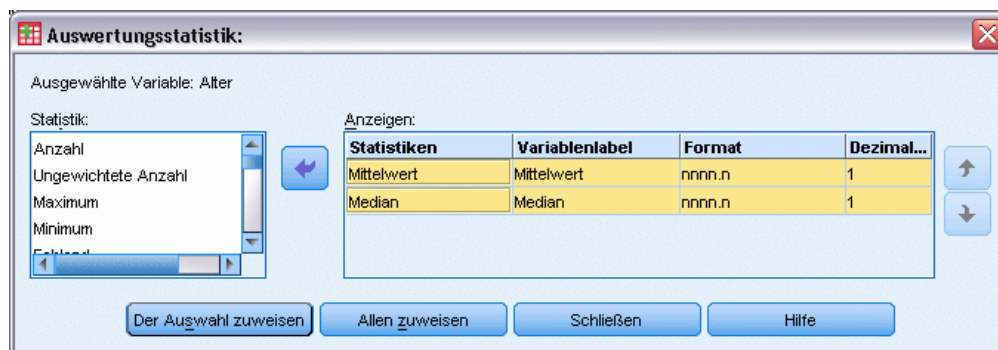 Auswertungsstatistik:
Ausgewählte Variable: Alter
Statistik:
Anzahl
Ungewichtete Anzahl
Maximum
Minimum
Fehlend
Anzeigen:
Statistiken Variablenlabel Format Dezimal...
Mittelwert Mittelwert nnnn.n 1
Median Median nnnn.n 1
Der Auswahl zuweisen Allen zuweisen Schließen Hilfe